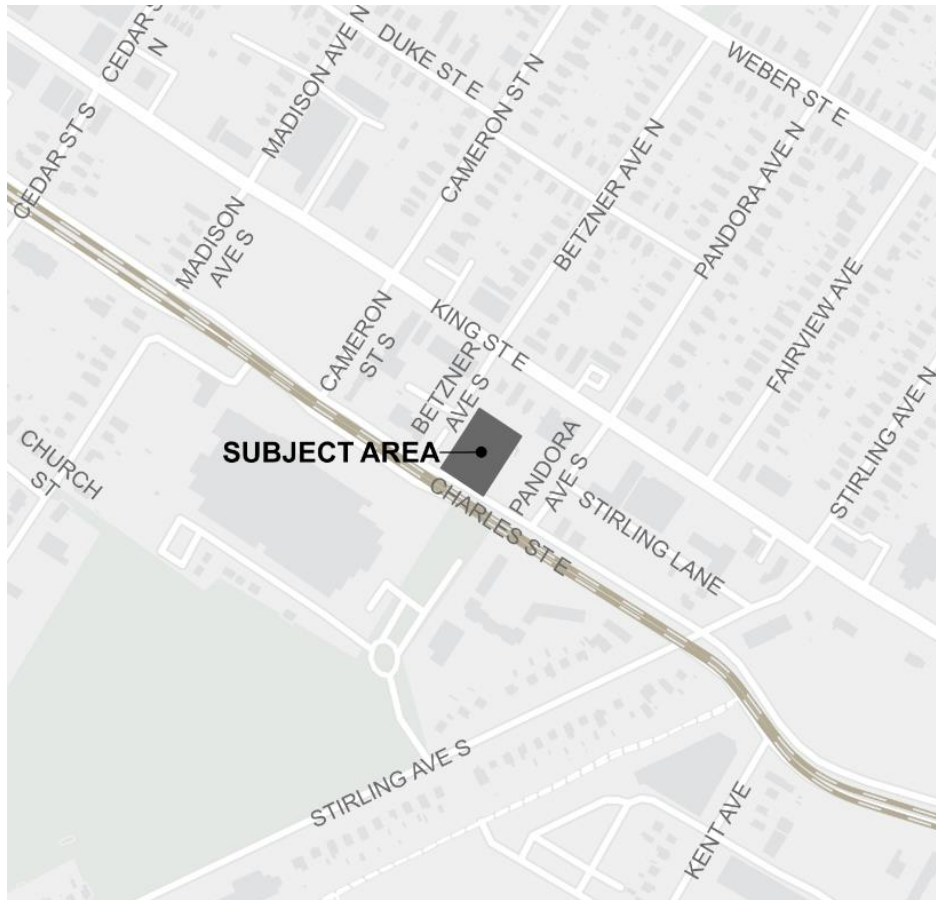 CEDAR ST N
MADISON AVE N
DUKE ST E
CAMERON ST N
WEBER ST E
CEDAR ST S
BETZNER AVE N
PANDORA AVE N
MADISON
AVE S
FAIRVIEW AVE
CAMERON
ST S
KING ST E
BETZNER
AVE S
STIRLING AVE N
SUBJECT AREA
PANDORA
AVE S
CHURCH
ST
CHARLES ST E
STIRLING LANE
STIRLING AVE S
KENT AVE